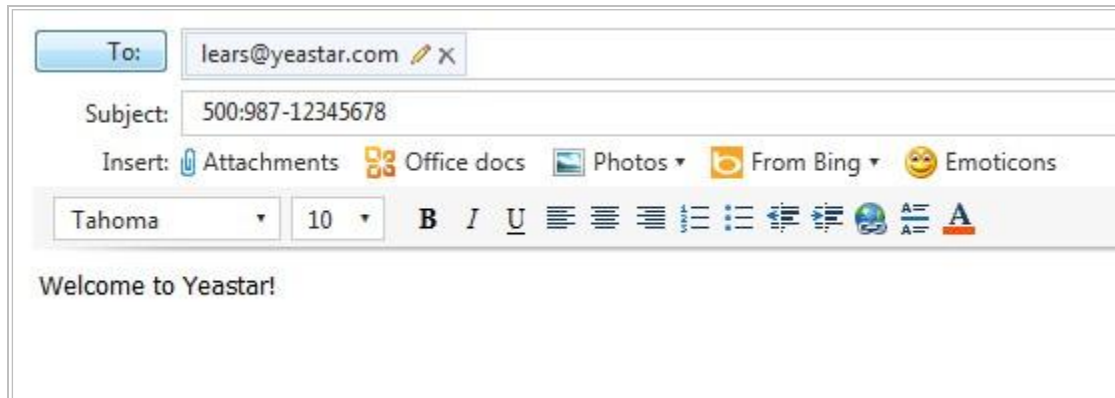 To: lears@yeastar.com
Subject: 500:987-12345678
Insert: Attachments Office docs Photos From Bing Emoticons
Tahoma 10 B I U A
Welcome to Yeastar!